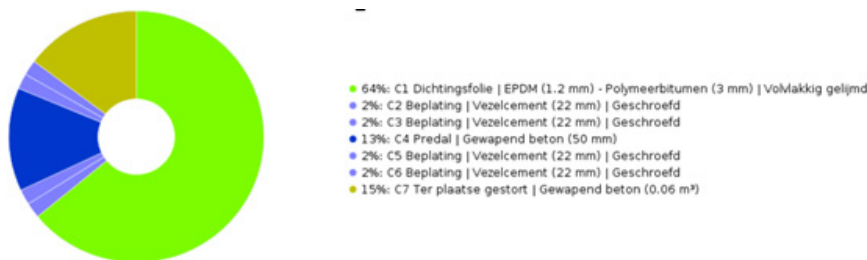 64%: C1 Dichtingsfolie | EPDM (1.2 mm) - Polymeerbitumen (3 mm) | Volvlakkig gelijmd
2%: C2 Beplating | Vezelcement (22 mm) | Geschroefd
2%: C3 Beplating | Vezelcement (22 mm) | Geschroefd
13%: C4 Predal | Gewapend beton (50 mm)
2%: C5 Beplating | Vezelcement (22 mm) | Geschroefd
2%: C6 Beplating | Vezelcement (22 mm) | Geschroefd
15%: C7 Ter plaatse gestort | Gewapend beton (0.06 m³)